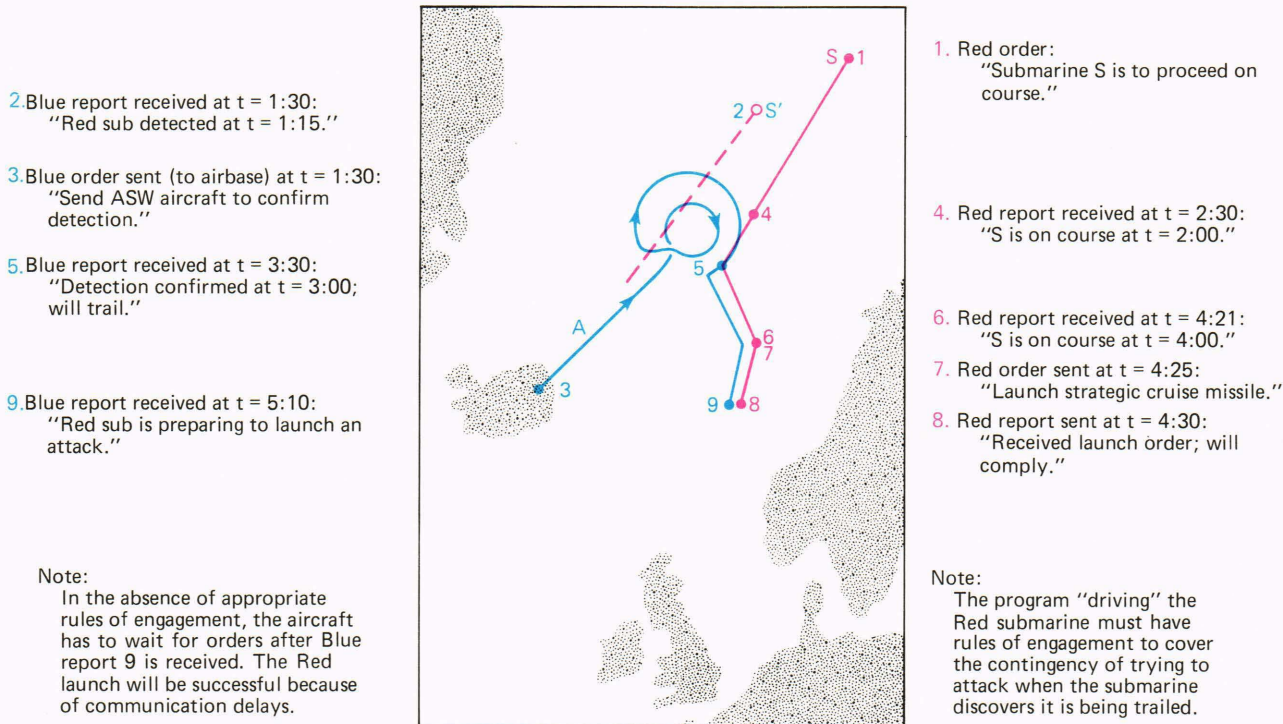 2. Blue report received at t = 1:30:
"Red sub detected at t = 1:15."
3. Blue order sent (to airbase) at t = 1:30:
"Send ASW aircraft to confirm
detection."
5. Blue report received at t = 3:30:
"Detection confirmed at t = 3:00;
will trail."
9. Blue report received at t = 5:10:
"Red sub is preparing to launch an
attack."
Note:
In the absence of appropriate
rules of engagement, the aircraft
has to wait for orders after Blue
report 9 is received. The Red
launch will be successful because
of communication delays.
S 1
2 S'
4
5
A
6
7
3
9 8
1. Red order:
"Submarine S is to proceed on
course."
4. Red report received at t = 2:30:
"S is on course at t = 2:00."
6. Red report received at t = 4:21:
"S is on course at t = 4:00."
7. Red order sent at t = 4:25:
"Launch strategic cruise missile."
8. Red report sent at t = 4:30:
"Received launch order; will
comply."
Note:
The program "driving" the
Red submarine must have
rules of engagement to cover
the contingency of trying to
attack when the submarine
discovers it is being trailed.